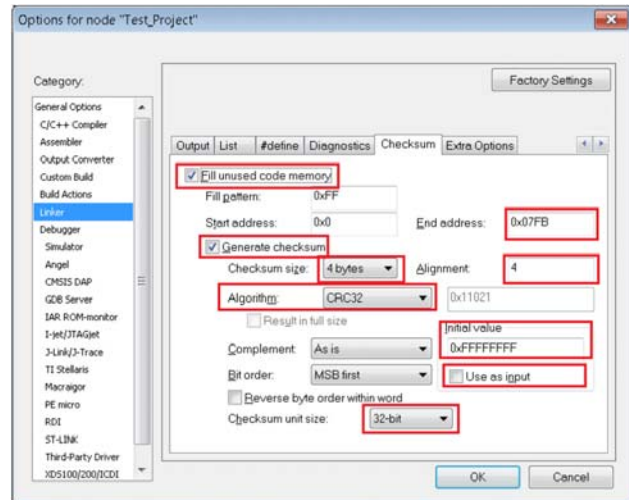 Options for node "Test_Project"
Category:
General Options
C/C++ Compiler
Assembler
Output Converter
Custom Build
Build Actions
Linker
Debugger
Simulator
Angel
CMSIS DAP
GDB Server
IAR ROM-monitor
I-jet/JTAGjet
J-Link/J-Trace
TI Stellaris
Macraigor
PE micro
RDI
ST-LINK
Third-Party Driver
XDS100/200/ICDI
Factory Settings
Output List #define Diagnostics Checksum Extra Options
Fill unused code memory
Fill pattern: 0xFF
Start address: 0x0 End address: 0x07FB
Generate checksum
Checksum size: 4 bytes Alignment: 4
Algorithm: CRC32 0x11021
Result in full size Initial value
Complement: As is 0xFFFFFFFF
Bit order: MSB first Use as input
Reverse byte order within word
Checksum unit size: 32-bit
OK Cancel